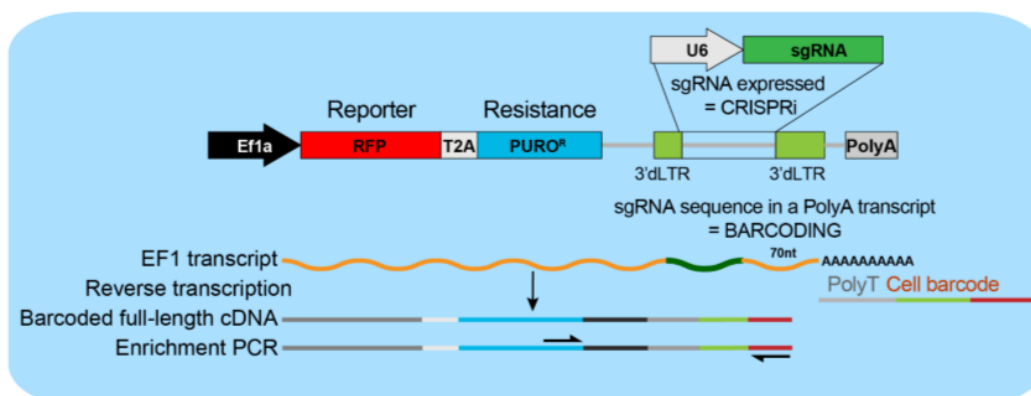 U6 sgRNA
sgRNA expressed
= CRISPRi
Reporter Resistance
Ef1a RFP T2A PUROᴿ PolyA
3'dLTR 3'dLTR
sgRNA sequence in a PolyA transcript
= BARCODING
EF1 transcript 70nt AAAAAAAAAA
Reverse transcription PolyT Cell barcode
Barcoded full-length cDNA
Enrichment PCR